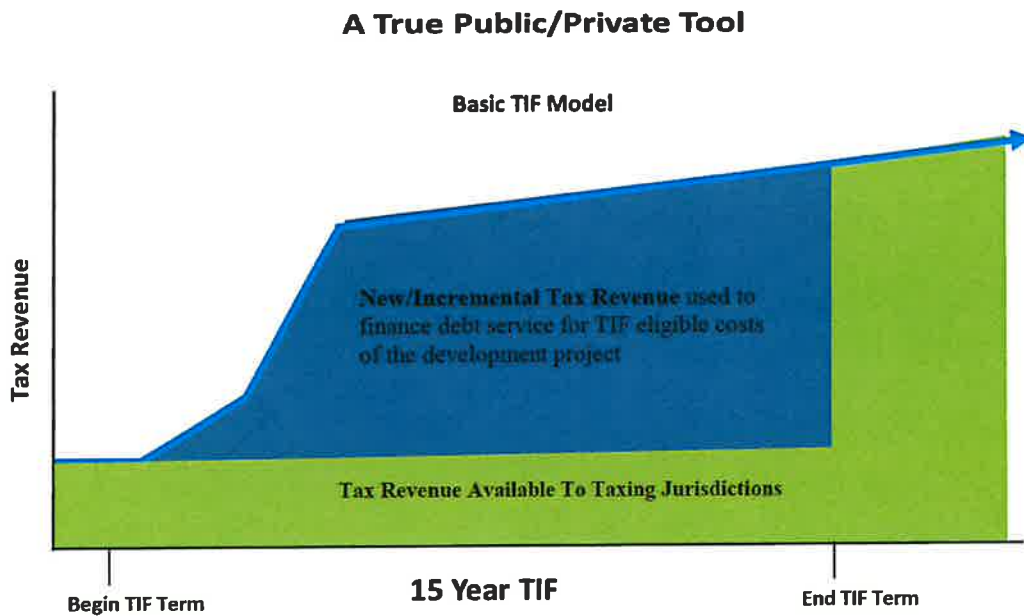 A True Public/Private Tool
Basic TIF Model
Tax Revenue
New/Incremental Tax Revenue used to
finance debt service for TIF eligible costs
of the development project
Tax Revenue Available To Taxing Jurisdictions
Begin TIF Term
15 Year TIF
End TIF Term